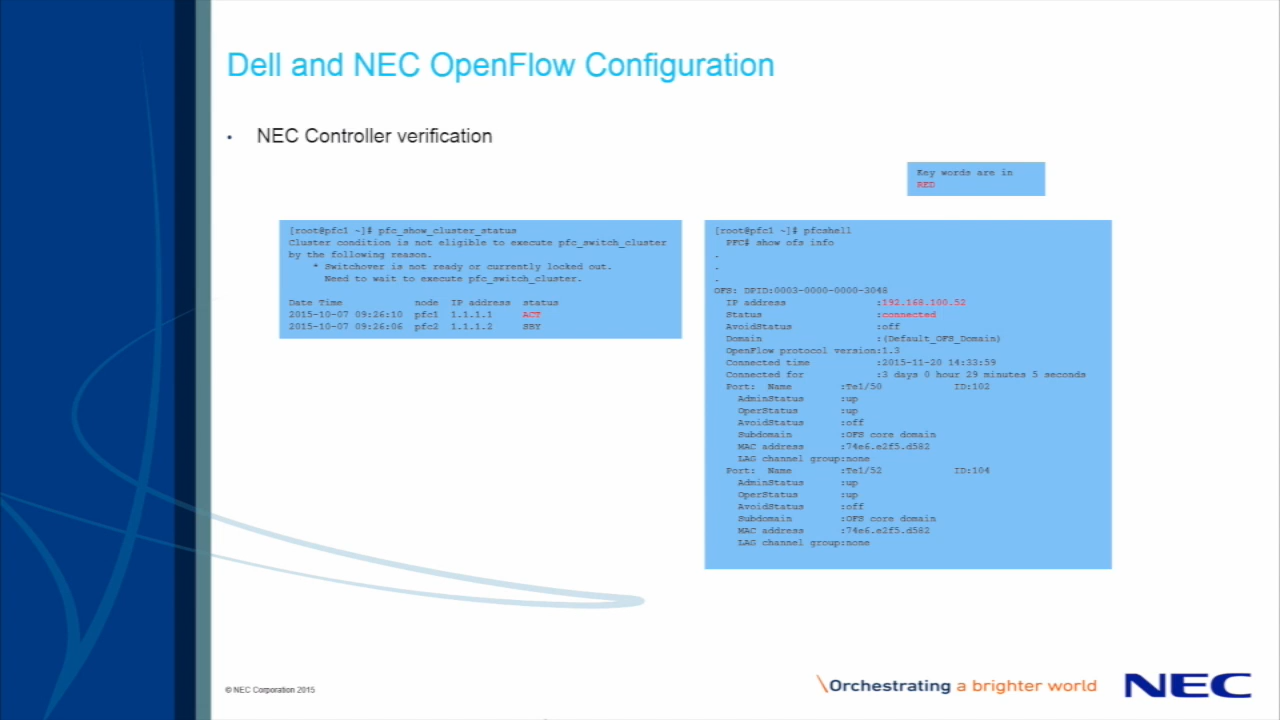 Dell and NEC OpenFlow Configuration
• NEC Controller verification
Key words are in
RED
[root@pfc1 ~]# pfc_show_cluster_status
Cluster condition is not eligible to execute pfc_switch_cluster
by the following reason.
* Switchover is not ready or currently locked out.
Need to wait to execute pfc_switch_cluster.
Date Time node IP address status
2015-10-07 09:26:10 pfc1 1.1.1.1 ACT
2015-10-07 09:26:06 pfc2 1.1.1.2 SBY
[root@pfc1 ~]# pfcshell
PFC# show ofs info
.
.
.
OFS: DPID:0003-0000-0000-3048
IP address :192.168.100.52
Status :connected
AvoidStatus :off
Domain :(Default_OFS_Domain)
OpenFlow protocol version:1.3
Connected time :2015-11-20 14:33:59
Connected for :3 days 0 hour 29 minutes 5 seconds
Port: Name :Te1/50 ID:102
AdminStatus :up
OperStatus :up
AvoidStatus :off
Subdomain :OFS core domain
MAC address :74e6.e2f5.d582
LAG channel group:none
Port: Name :Te1/52 ID:104
AdminStatus :up
OperStatus :up
AvoidStatus :off
Subdomain :OFS core domain
MAC address :74e6.e2f5.d582
LAG channel group:none
© NEC Corporation 2015
\Orchestrating a brighter world
NEC